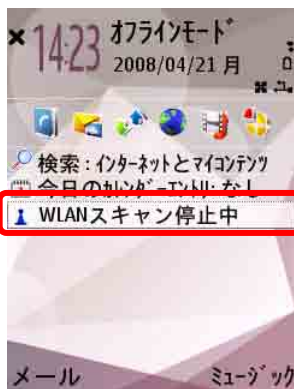 14:23 オフラインモード
2008/04/21 月
検索 : インターネットとマイコンテンツ
今日のカレンダーエントリ: なし
WLANスキャン停止中
メール ミュージック